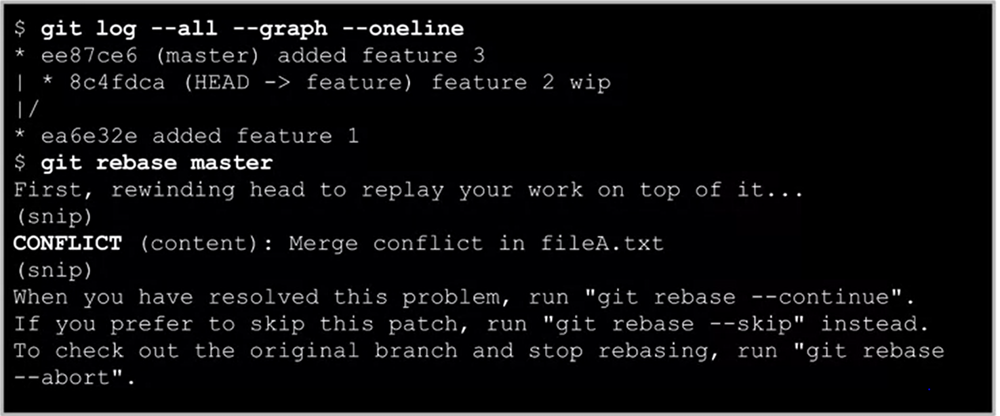 $ git log --all --graph --oneline
* ee87ce6 (master) added feature 3
| * 8c4fdca (HEAD -> feature) feature 2 wip
|/
* ea6e32e added feature 1
$ git rebase master
First, rewinding head to replay your work on top of it...
(snip)
CONFLICT (content): Merge conflict in fileA.txt
(snip)
When you have resolved this problem, run "git rebase --continue".
If you prefer to skip this patch, run "git rebase --skip" instead.
To check out the original branch and stop rebasing, run "git rebase
--abort".